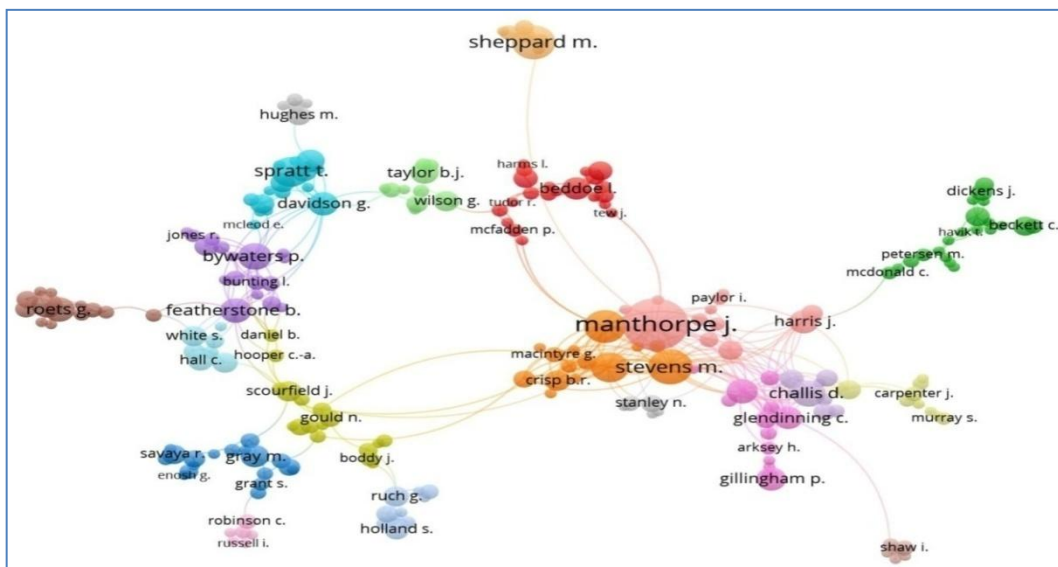 sheppard m.
hughes m.
spratt t.
taylor b.j.
harms l.
beddoe l.
dickens j.
davidson g.
wilson g.
tudor r.
tew j.
beckett c.
mcleod e.
mcfadden p.
havik t.
jones r.
petersen m.
bywaters p.
mcdonald c.
bunting l.
paylor i.
roets g.
featherstone b.
manthorpe j.
harris j.
white s.
daniel b.
hall c.
hooper c.-a.
macintyre g.
stevens m.
crisp b.r.
scourfield j.
stanley n.
challis d.
carpenter j.
gould n.
glendinning c.
murray s.
savaya r.
gray m.
boddy j.
arksey h.
enosh g.
grant s.
gillingham p.
ruch g.
robinson c.
holland s.
russell i.
shaw i.